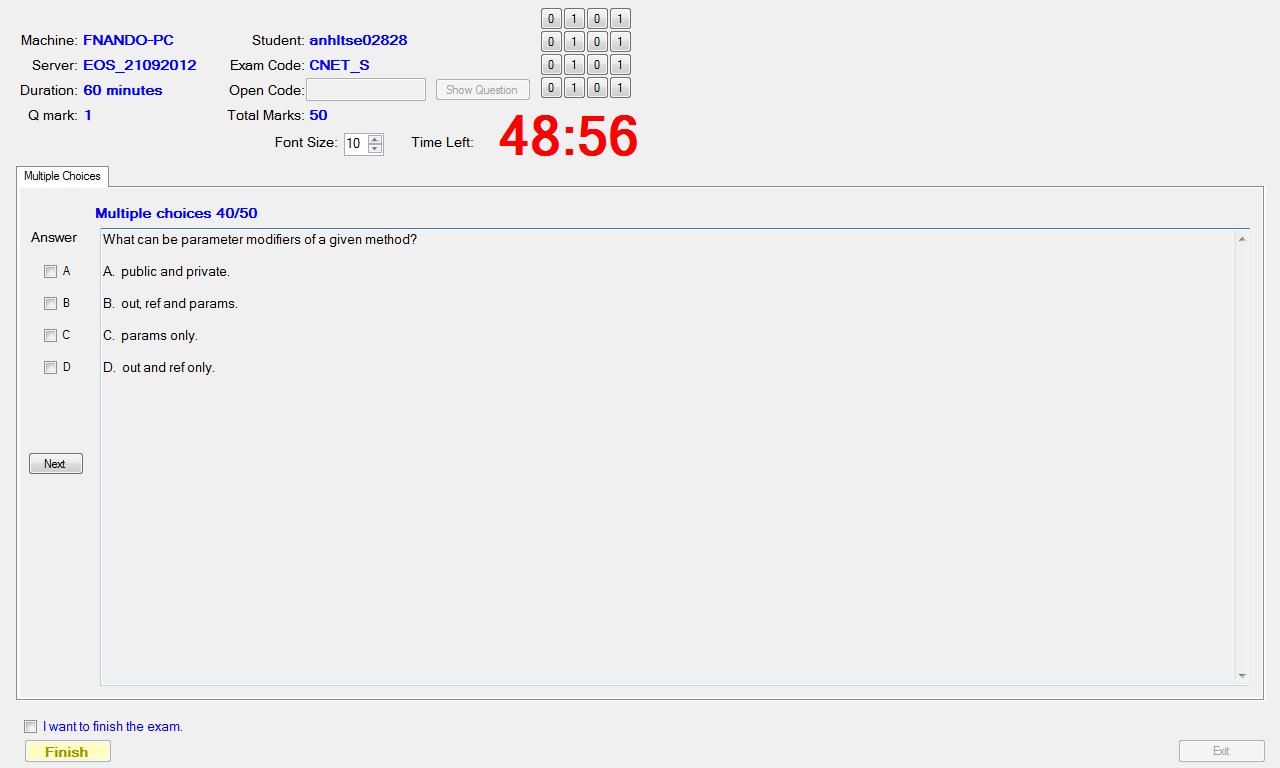 Machine: FNANDO-PC Student: anhltse02828
Server: EOS_21092012 Exam Code: CNET_S
Duration: 60 minutes Open Code: Show Question
Q mark: 1 Total Marks: 50
0 1 0 1
0 1 0 1
0 1 0 1
0 1 0 1
Font Size: 10 Time Left: 48:56
Multiple Choices
Multiple choices 40/50
Answer
What can be parameter modifiers of a given method?
A A. public and private.
B B. out, ref and params.
C C. params only.
D D. out and ref only.
Next
I want to finish the exam.
Finish Exit